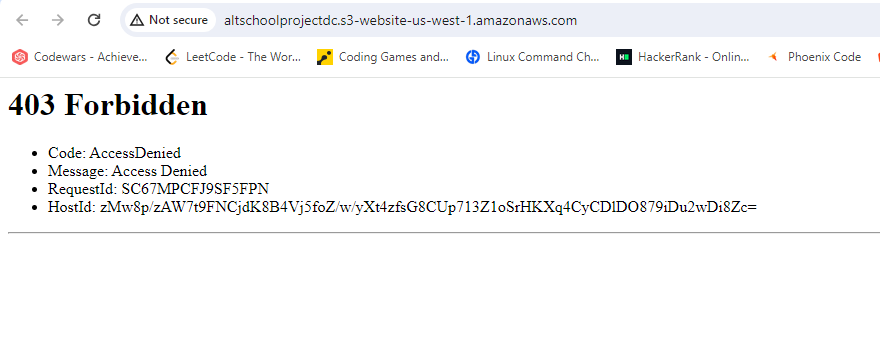 Not secure altschoolprojectdc.s3-website-us-west-1.amazonaws.com
Codewars - Achieve... LeetCode - The Wor... Coding Games and... Linux Command Ch... HackerRank - Onlin... Phoenix Code
403 Forbidden
• Code: AccessDenied
• Message: Access Denied
• RequestId: SC67MPCFJ9SF5FPN
• HostId: zMw8p/zAW7t9FNCjdK8B4Vj5foZ/w/yXt4zfsG8CUp713Z1oSrHKXq4CyCDlDO879iDu2wDi8Zc=